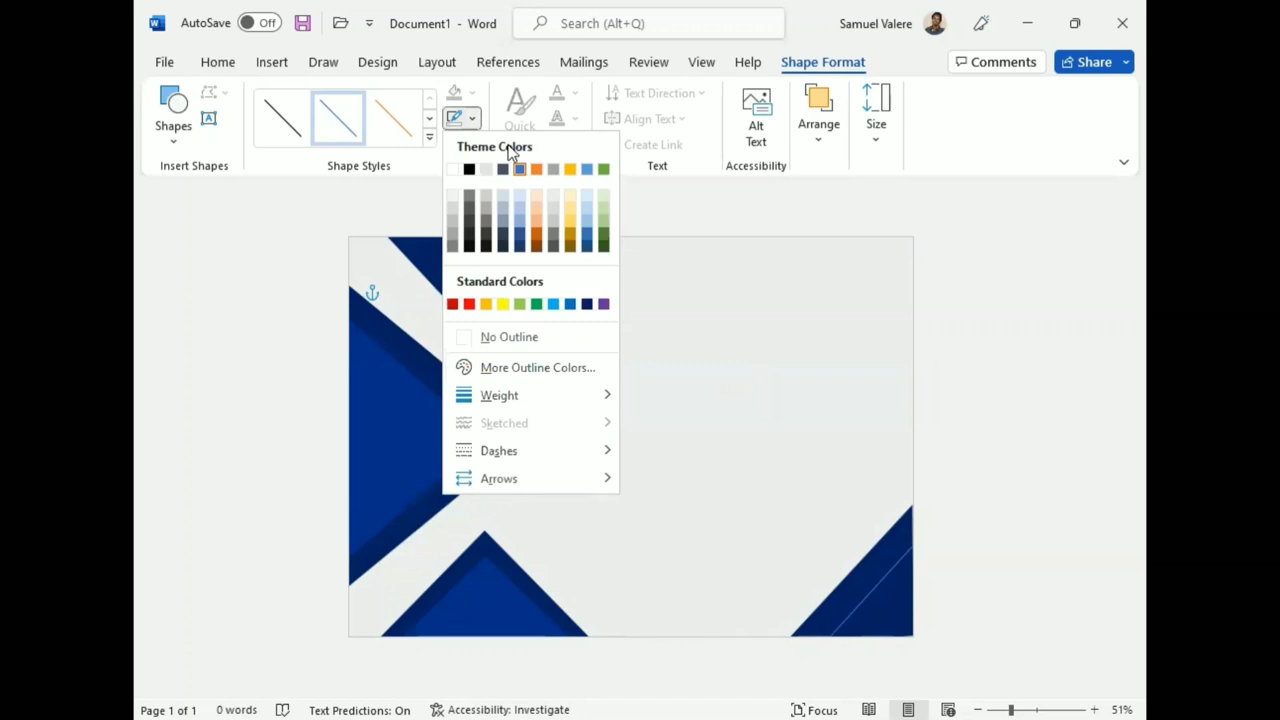 AutoSave Off Document1 - Word Search (Alt+Q) Samuel Valere
File Home Insert Draw Design Layout References Mailings Review View Help Shape Format Comments Share
Shapes
Quick
Text Direction
Align Text
Create Link
Alt
Text
Arrange
Size
Insert Shapes Shape Styles Text Accessibility
Theme Colors
Standard Colors
No Outline
More Outline Colors...
Weight
Sketched
Dashes
Arrows
Page 1 of 1 0 words Text Predictions: On Accessibility: Investigate Focus 51%